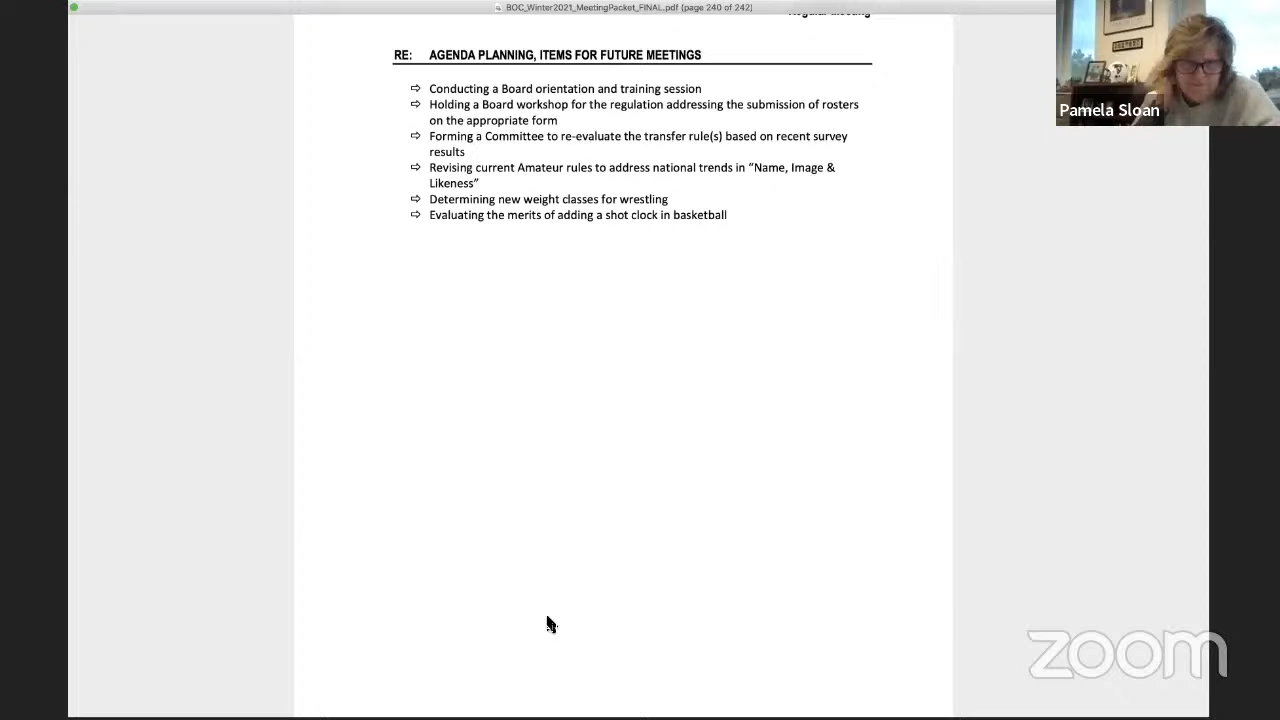 BOC_Winter2021_MeetingPacket_FINAL.pdf (page 240 of 242)
Regular Meeting
Pamela Sloan
RE: AGENDA PLANNING, ITEMS FOR FUTURE MEETINGS
⇨ Conducting a Board orientation and training session
⇨ Holding a Board workshop for the regulation addressing the submission of rosters
on the appropriate form
⇨ Forming a Committee to re-evaluate the transfer rule(s) based on recent survey
results
⇨ Revising current Amateur rules to address national trends in “Name, Image &
Likeness”
⇨ Determining new weight classes for wrestling
⇨ Evaluating the merits of adding a shot clock in basketball
zoom